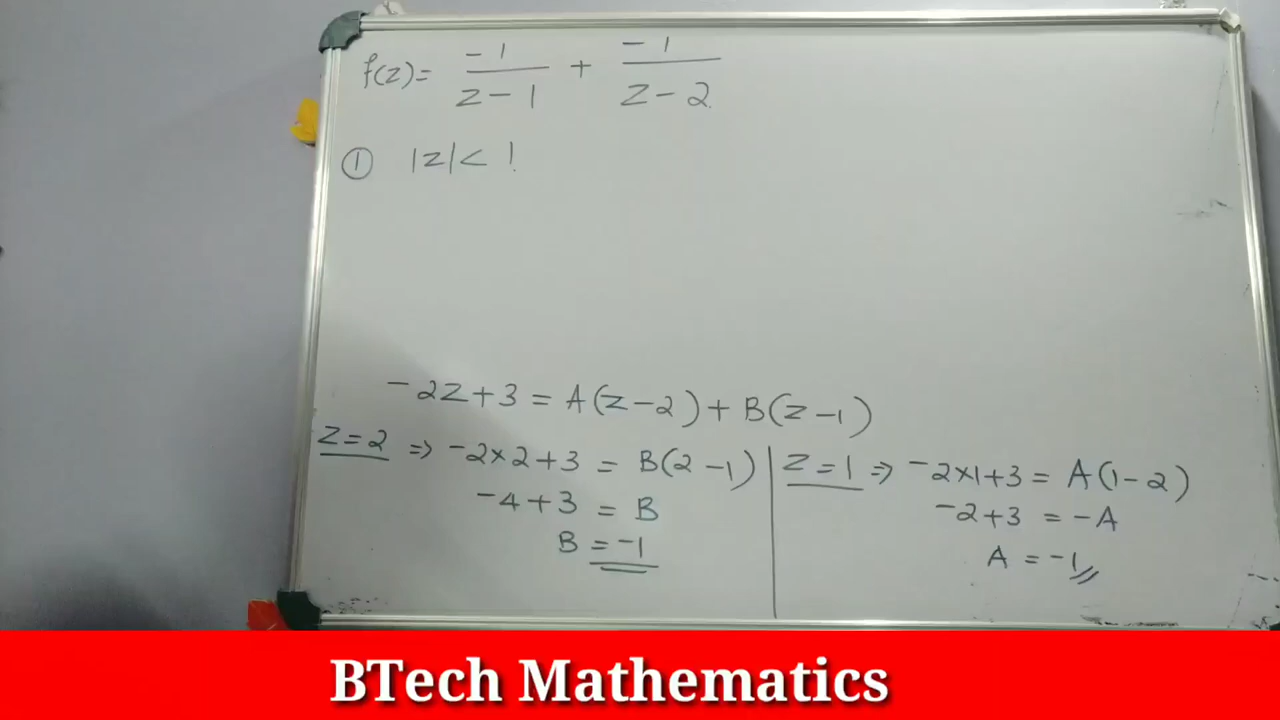 f(z) = -1/(z-1) + -1/(z-2)
① |z| < 1
-2z+3 = A(z-2) + B(z-1)
z=2 ⇒ -2×2+3 = B(2-1)
-4+3 = B
B = -1
z=1 ⇒ -2×1+3 = A(1-2)
-2+3 = -A
A = -1
BTech Mathematics